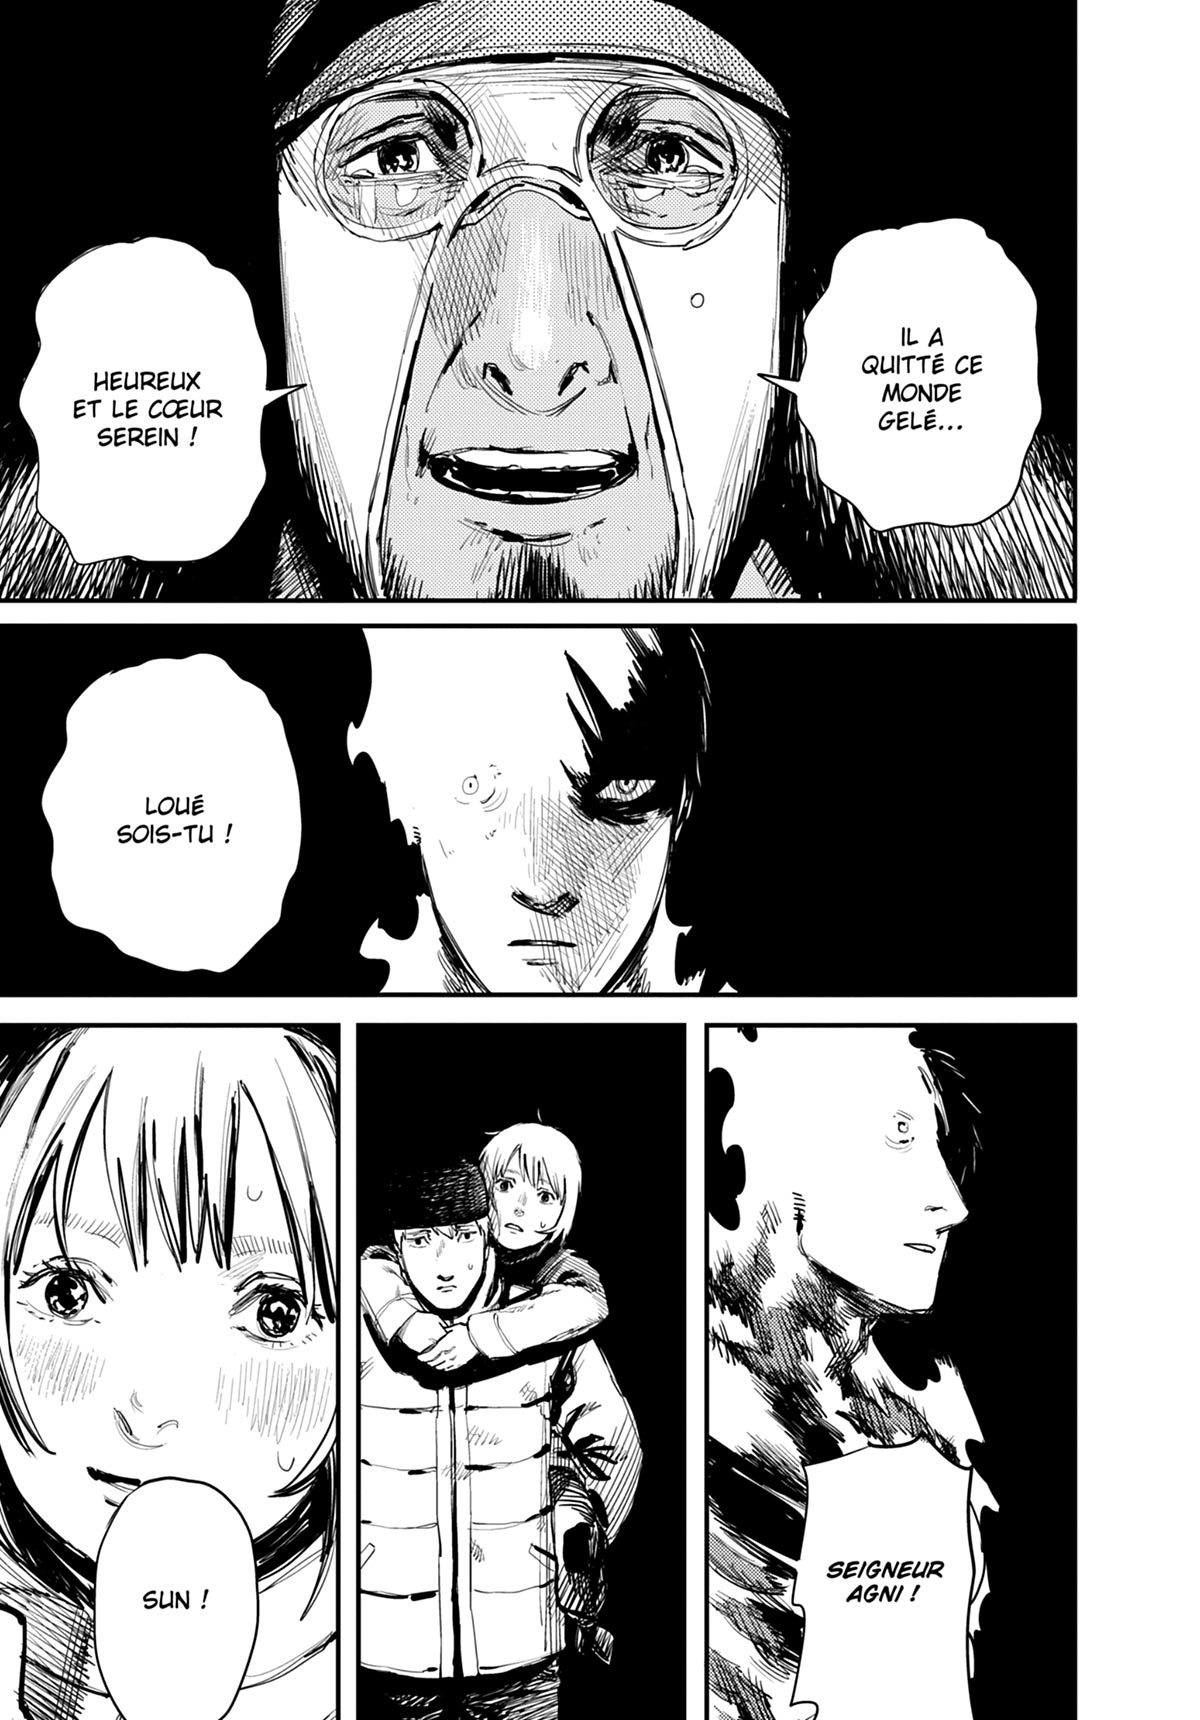 IL A
QUITTÉ CE
MONDE
GELÉ...
HEUREUX
ET LE CŒUR
SEREIN !
LOUÉ
SOIS-TU !
SEIGNEUR
AGNI !
SUN !